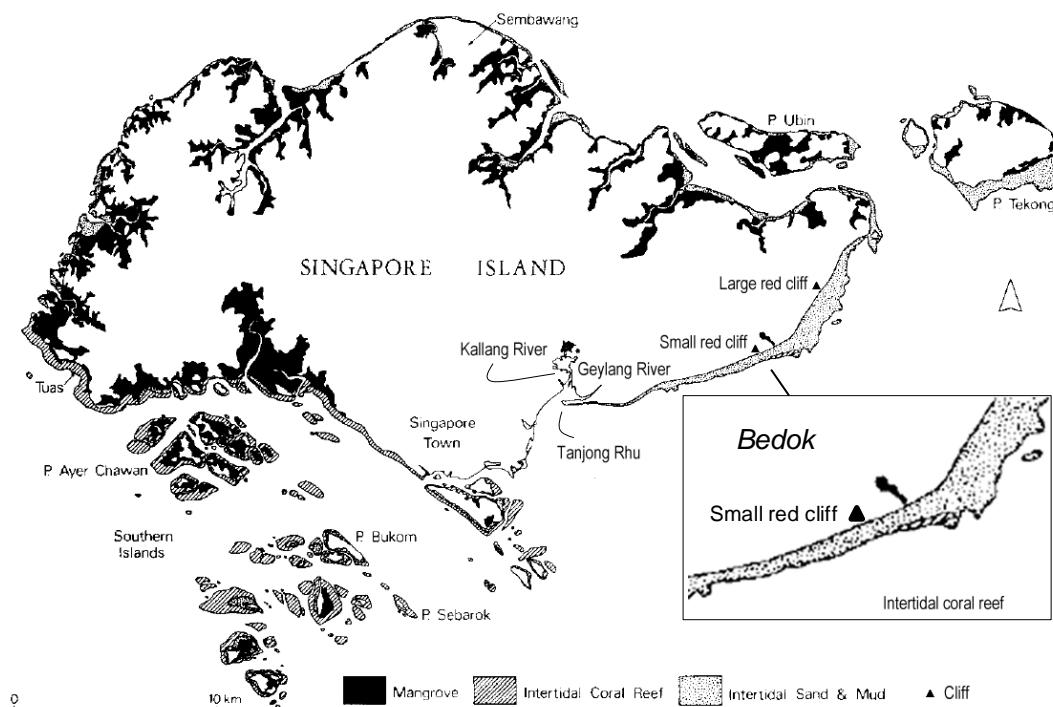 Sembawang
P. Ubin
P. Tekong
SINGAPORE ISLAND
Large red cliff
Small red cliff
Kallang River
Geylang River
Tuas
Singapore
Town
Tanjong Rhu
P. Ayer Chawan
Southern
Islands
P. Bukom
P. Sebarok
Bedok
Small red cliff
Intertidal coral reef
0 10 km
Mangrove
Intertidal Coral Reef
Intertidal Sand & Mud
Cliff